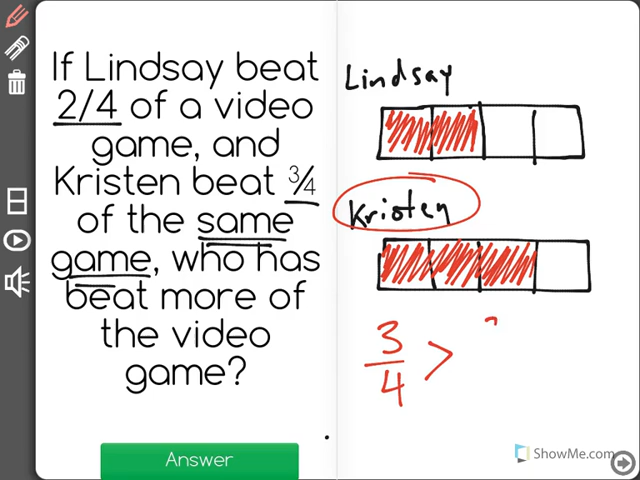 If Lindsay beat
2/4 of a video
game, and
Kristen beat ¾
of the same
game, who has
beat more of
the video
game?
Answer
Lindsay
Kristen
3
4
>
ShowMe.com